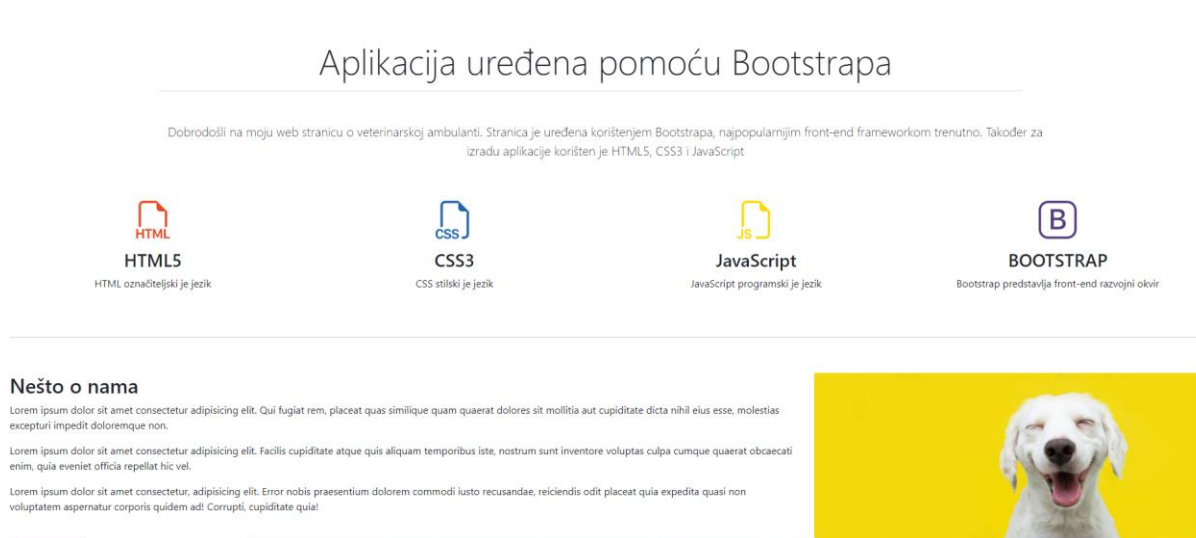 Aplikacija uređena pomoću Bootstrapa
Dobrodošli na moju web stranicu o veterinarskoj ambulanti. Stranica je uređena korištenjem Bootstrapa, najpopularnijim front-end frameworkom trenutno. Također za
izradu aplikacije korišten je HTML5, CSS3 i JavaScript
HTML
CSS
JS
B
HTML5
CSS3
JavaScript
BOOTSTRAP
HTML označiteljski je jezik
CSS stilski je jezik
JavaScript programski je jezik
Bootstrap predstavlja front-end razvojni okvir
Nešto o nama
Lorem ipsum dolor sit amet consectetur adipisicing elit. Qui fugiat rem, placeat quas similique quam quaerat dolores sit mollitia aut cupiditate dicta nihil eius esse, molestias
excepturi impedit doloremque non.
Lorem ipsum dolor sit amet consectetur adipisicing elit. Facilis cupiditate atque quis aliquam temporibus iste, nostrum sunt inventore voluptas culpa cumque quaerat obcaecati
enim, quia eveniet officia repellat hic vel.
Lorem ipsum dolor sit amet consectetur, adipisicing elit. Error nobis praesentium dolorem commodi iusto recusandae, reiciendis odit placeat quia expedita quasi non
voluptatem aspernatur corporis quidem ad! Corrupti, cupiditate quia!